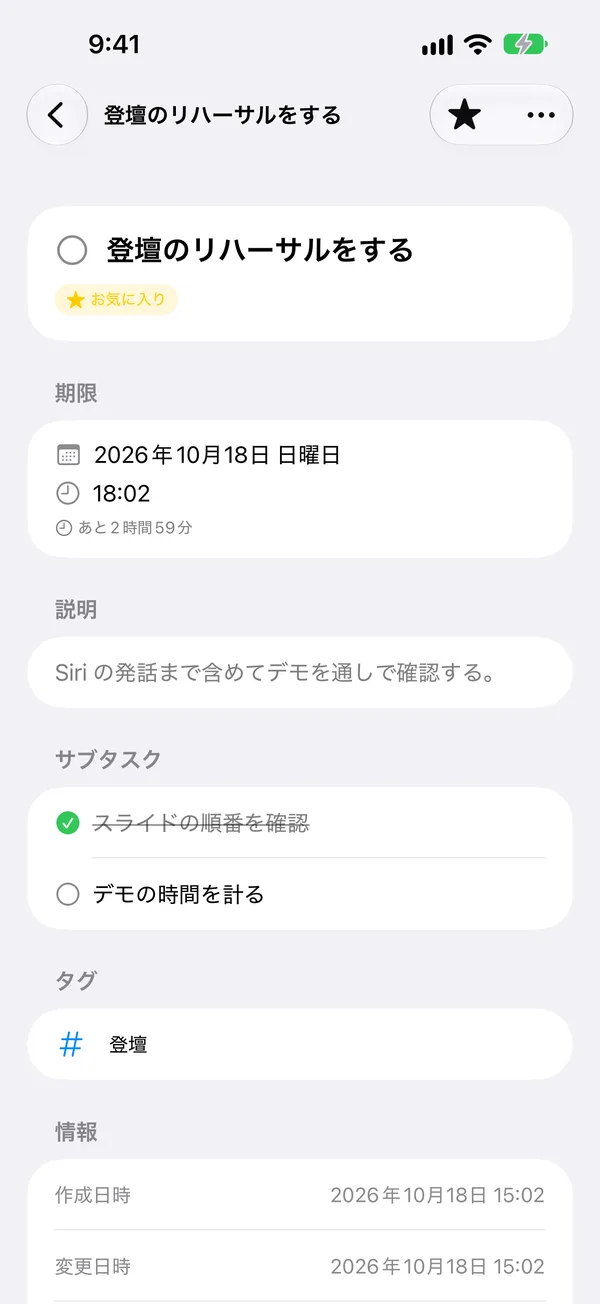 9:41
登壇のリハーサルをする
登壇のリハーサルをする
お気に入り
期限
2026年10月18日 日曜日
18:02
あと2時間59分
説明
Siri の発話まで含めてデモを通しで確認する。
サブタスク
スライドの順番を確認
デモの時間を計る
タグ
# 登壇
情報
作成日時 2026年10月18日 15:02
変更日時 2026年10月18日 15:02